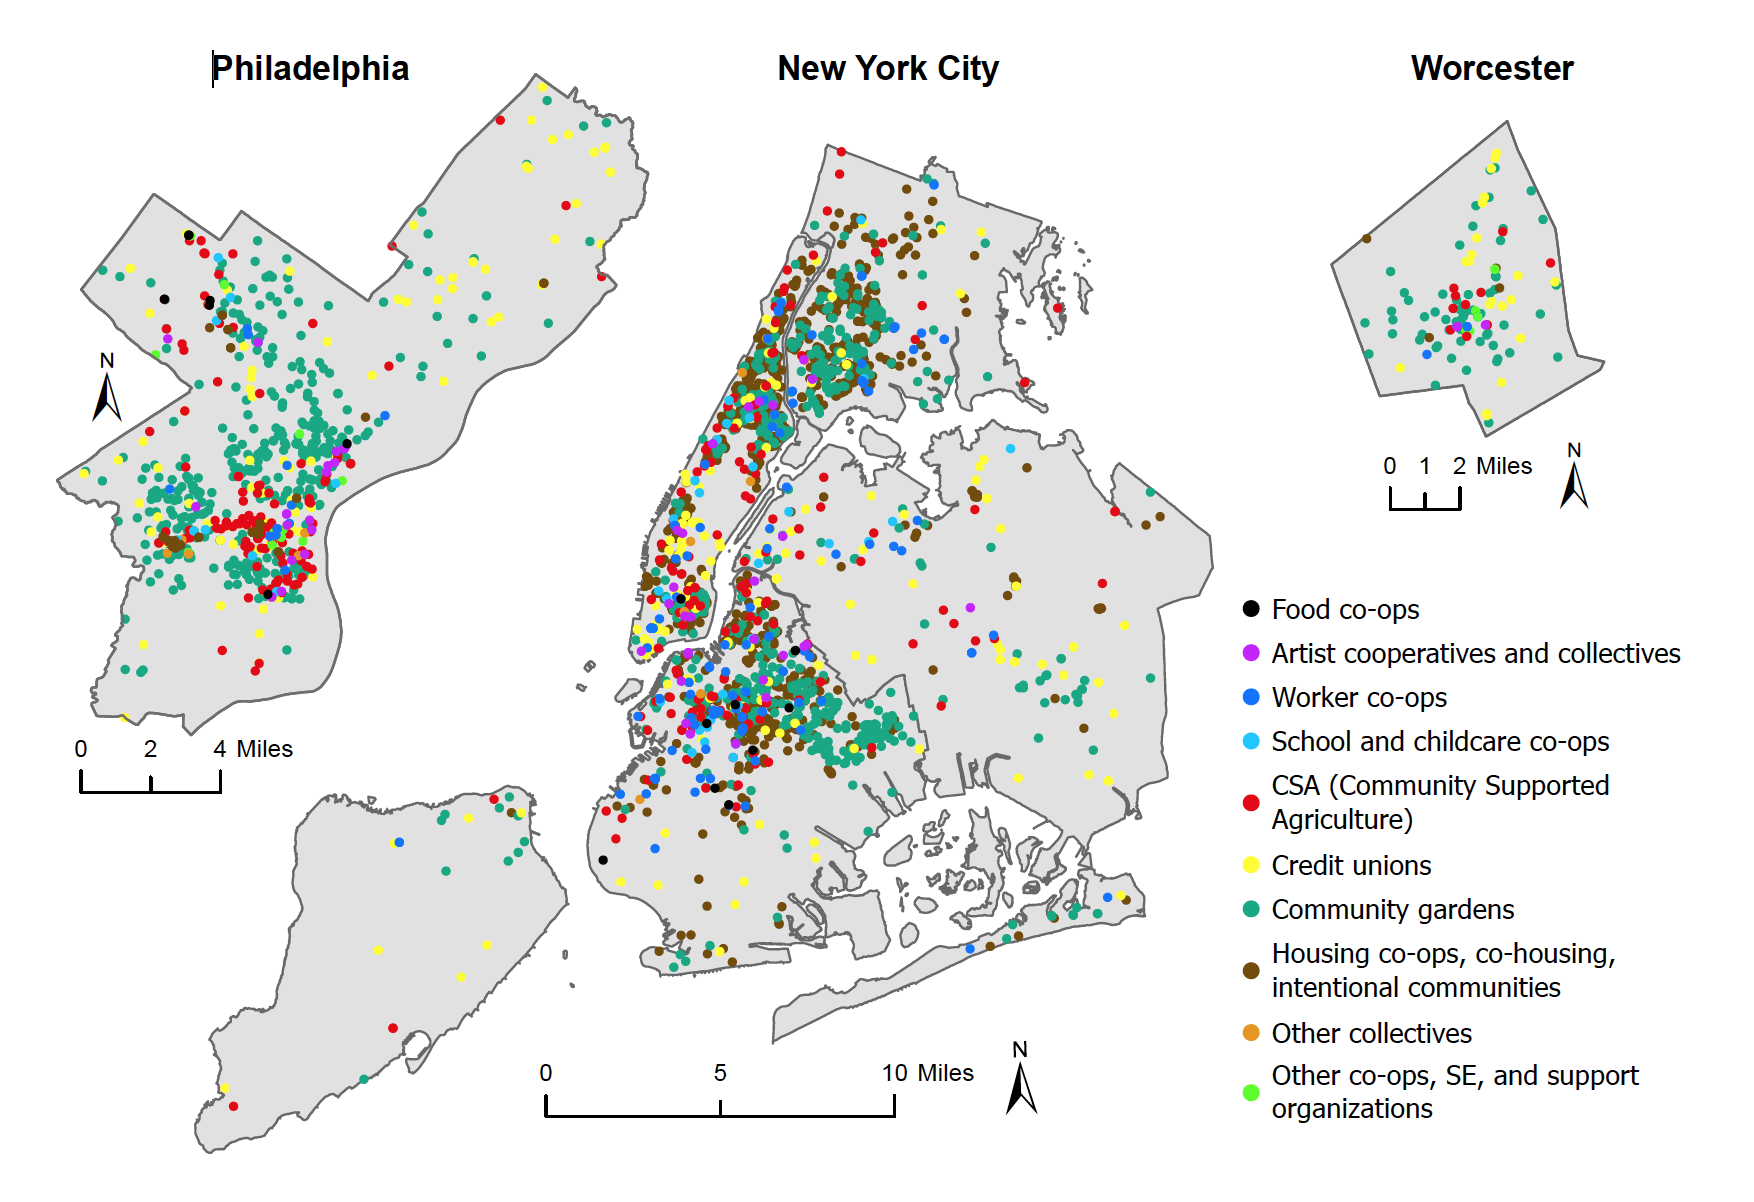 Philadelphia
New York City
Worcester
N
0 2 4 Miles
N
0 1 2 Miles
N
0 5 10 Miles
Food co-ops
Artist cooperatives and collectives
Worker co-ops
School and childcare co-ops
CSA (Community Supported
Agriculture)
Credit unions
Community gardens
Housing co-ops, co-housing,
intentional communities
Other collectives
Other co-ops, SE, and support
organizations